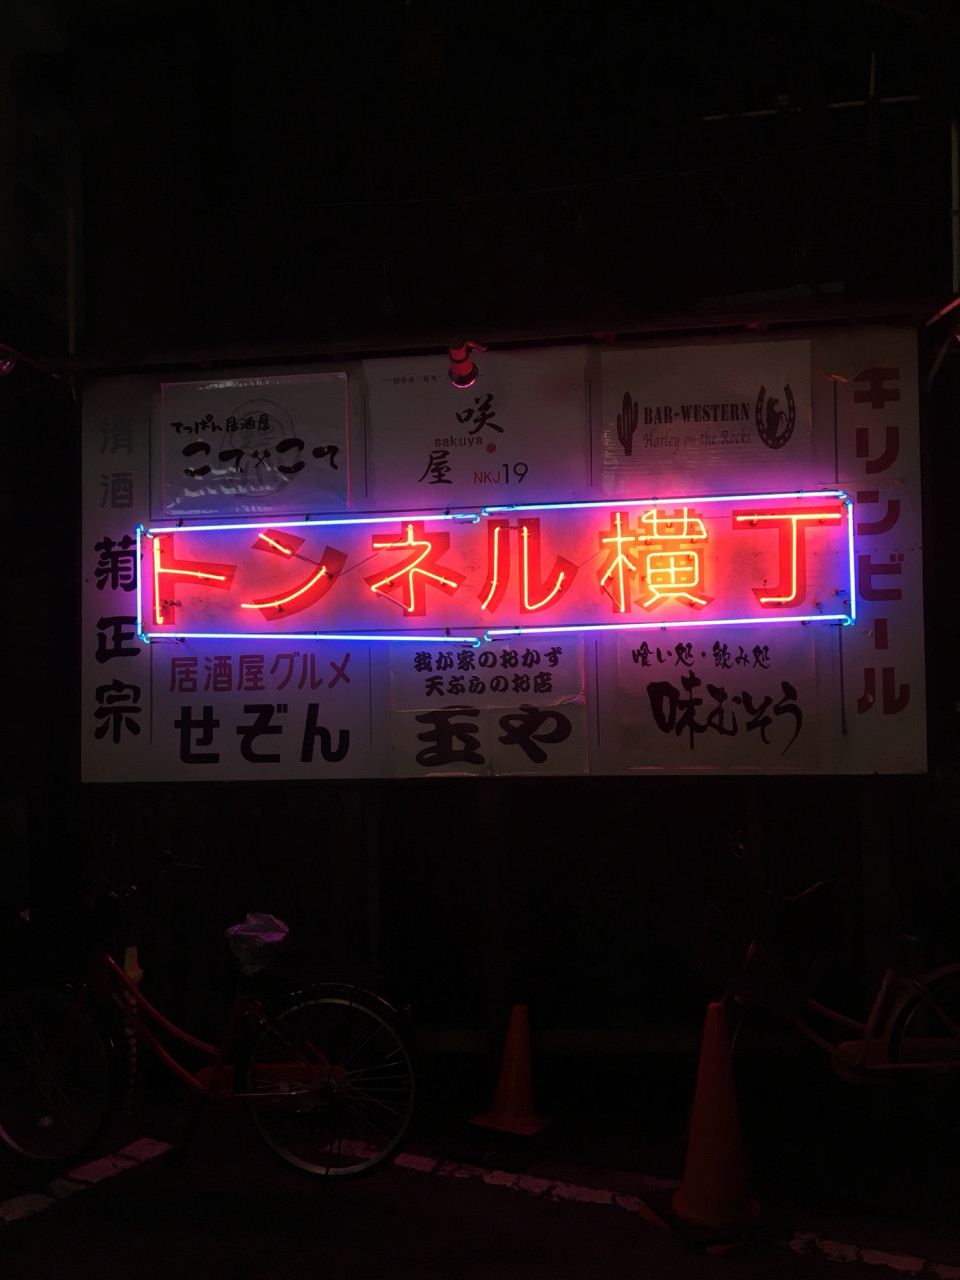 清酒 菊正宗
てっぱん居酒屋
こて×こて
咲
sakuya
屋
NKJ19
BAR-WESTERN
Harley on the Rocks
キリンビール
トンネル横丁
居酒屋グルメ
せぞん
我が家のおかず
天ぷらのお店
玉や
喰い処・飲み処
味むそう